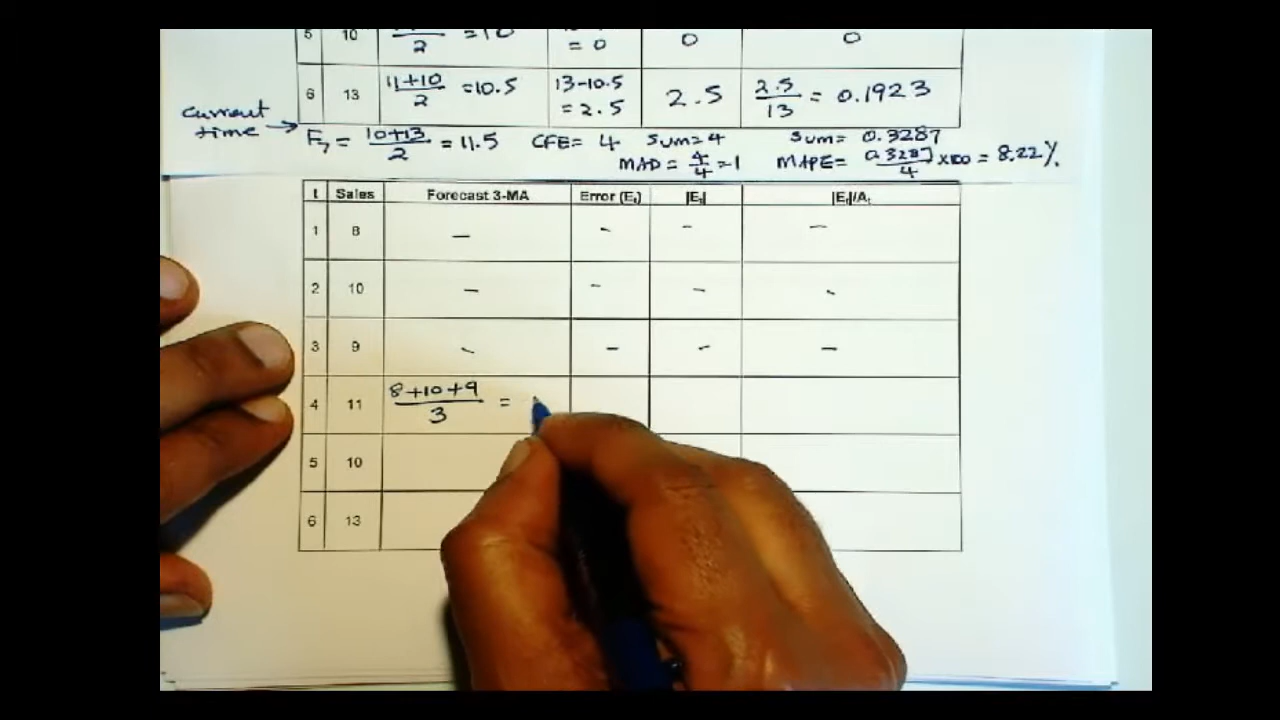 5 10 2 = 10 = 0 0 0
6 13 11+10/2 = 10.5 13-10.5 = 2.5 2.5 2.5/13 = 0.1923
current time → F7 = 10+13/2 = 11.5 CFE = 4 Sum = 4 Sum = 0.3287
MAD = 4/4 = 1 MAPE = 0.3287/4 ×100 = 8.22%
t Sales Forecast 3-MA Error (Et) |Et| |Et|/At
1 8 – – – –
2 10 – – – –
3 9 – – – –
4 11 8+10+9/3 =
5 10
6 13